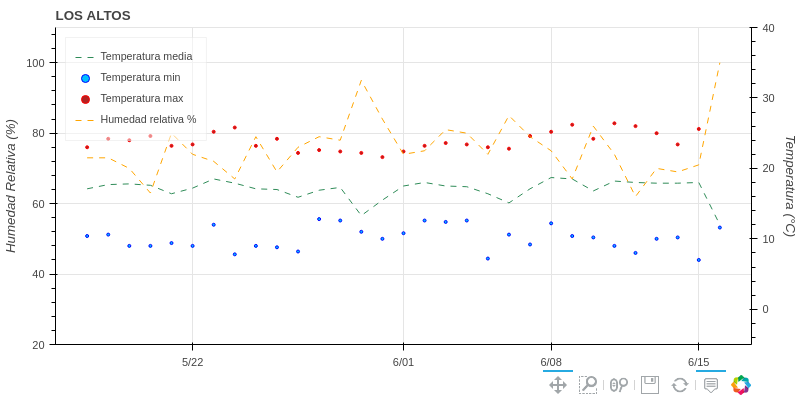 LOS ALTOS
Temperatura media
Temperatura min
Temperatura max
Humedad relativa %
Humedad Relativa (%)
100
80
60
40
20
Temperatura (°C)
40
30
20
10
0
5/22
6/01
6/08
6/15